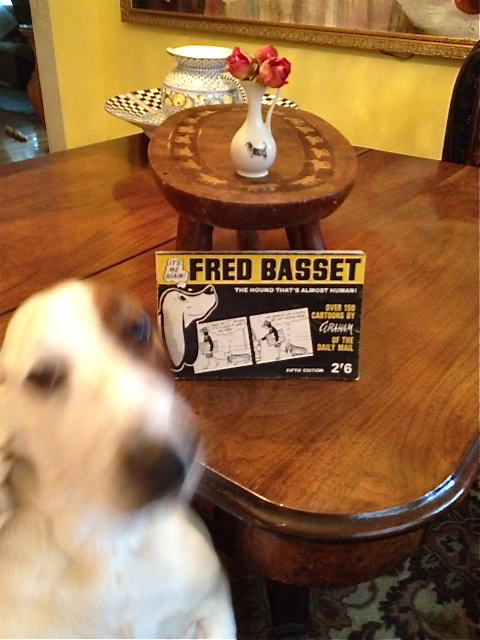 IT'S
ME
AGAIN!
FRED BASSET
THE HOUND THAT'S ALMOST HUMAN!
OVER 150
CARTOONS BY
GRAHAM
OF THE
DAILY MAIL
FIFTH EDITION 2'6